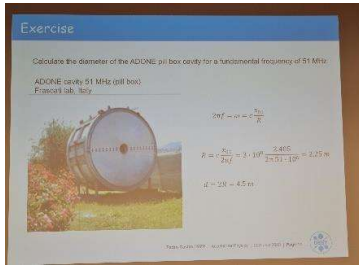 Exercise
Calculate the diameter of the ADONE pill box cavity for a fundamental frequency of 51 MHz
ADONE cavity 51 MHz (pill box)
Frascati lab, Italy
2πf = ω = c x₀₁/R
R = c x₀₁/2πf = 3 · 10⁸ 2.405/2π·51·10⁶ = 2.25 m
d = 2R = 4.5 m